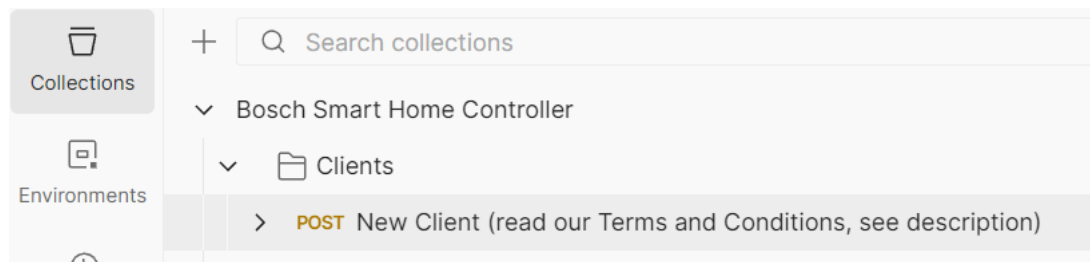 Collections
Search collections
Bosch Smart Home Controller
Clients
Environments
POST New Client (read our Terms and Conditions, see description)